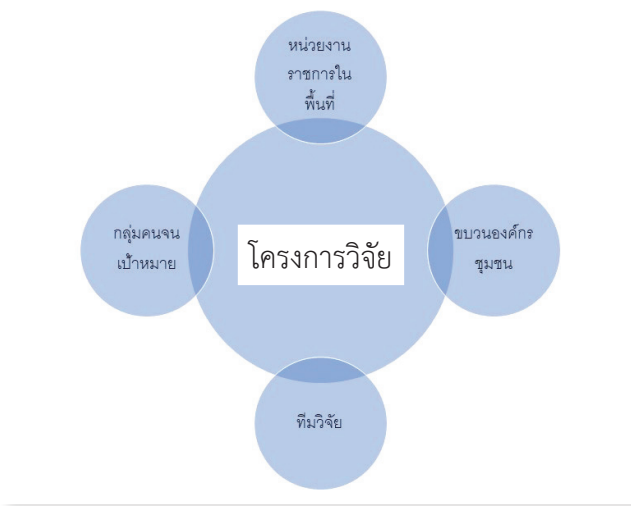 หน่วยงาน
ราชการใน
พื้นที่
กลุ่มคนจน
เป้าหมาย
โครงการวิจัย
ขบวนองค์กร
ชุมชน
ทีมวิจัย